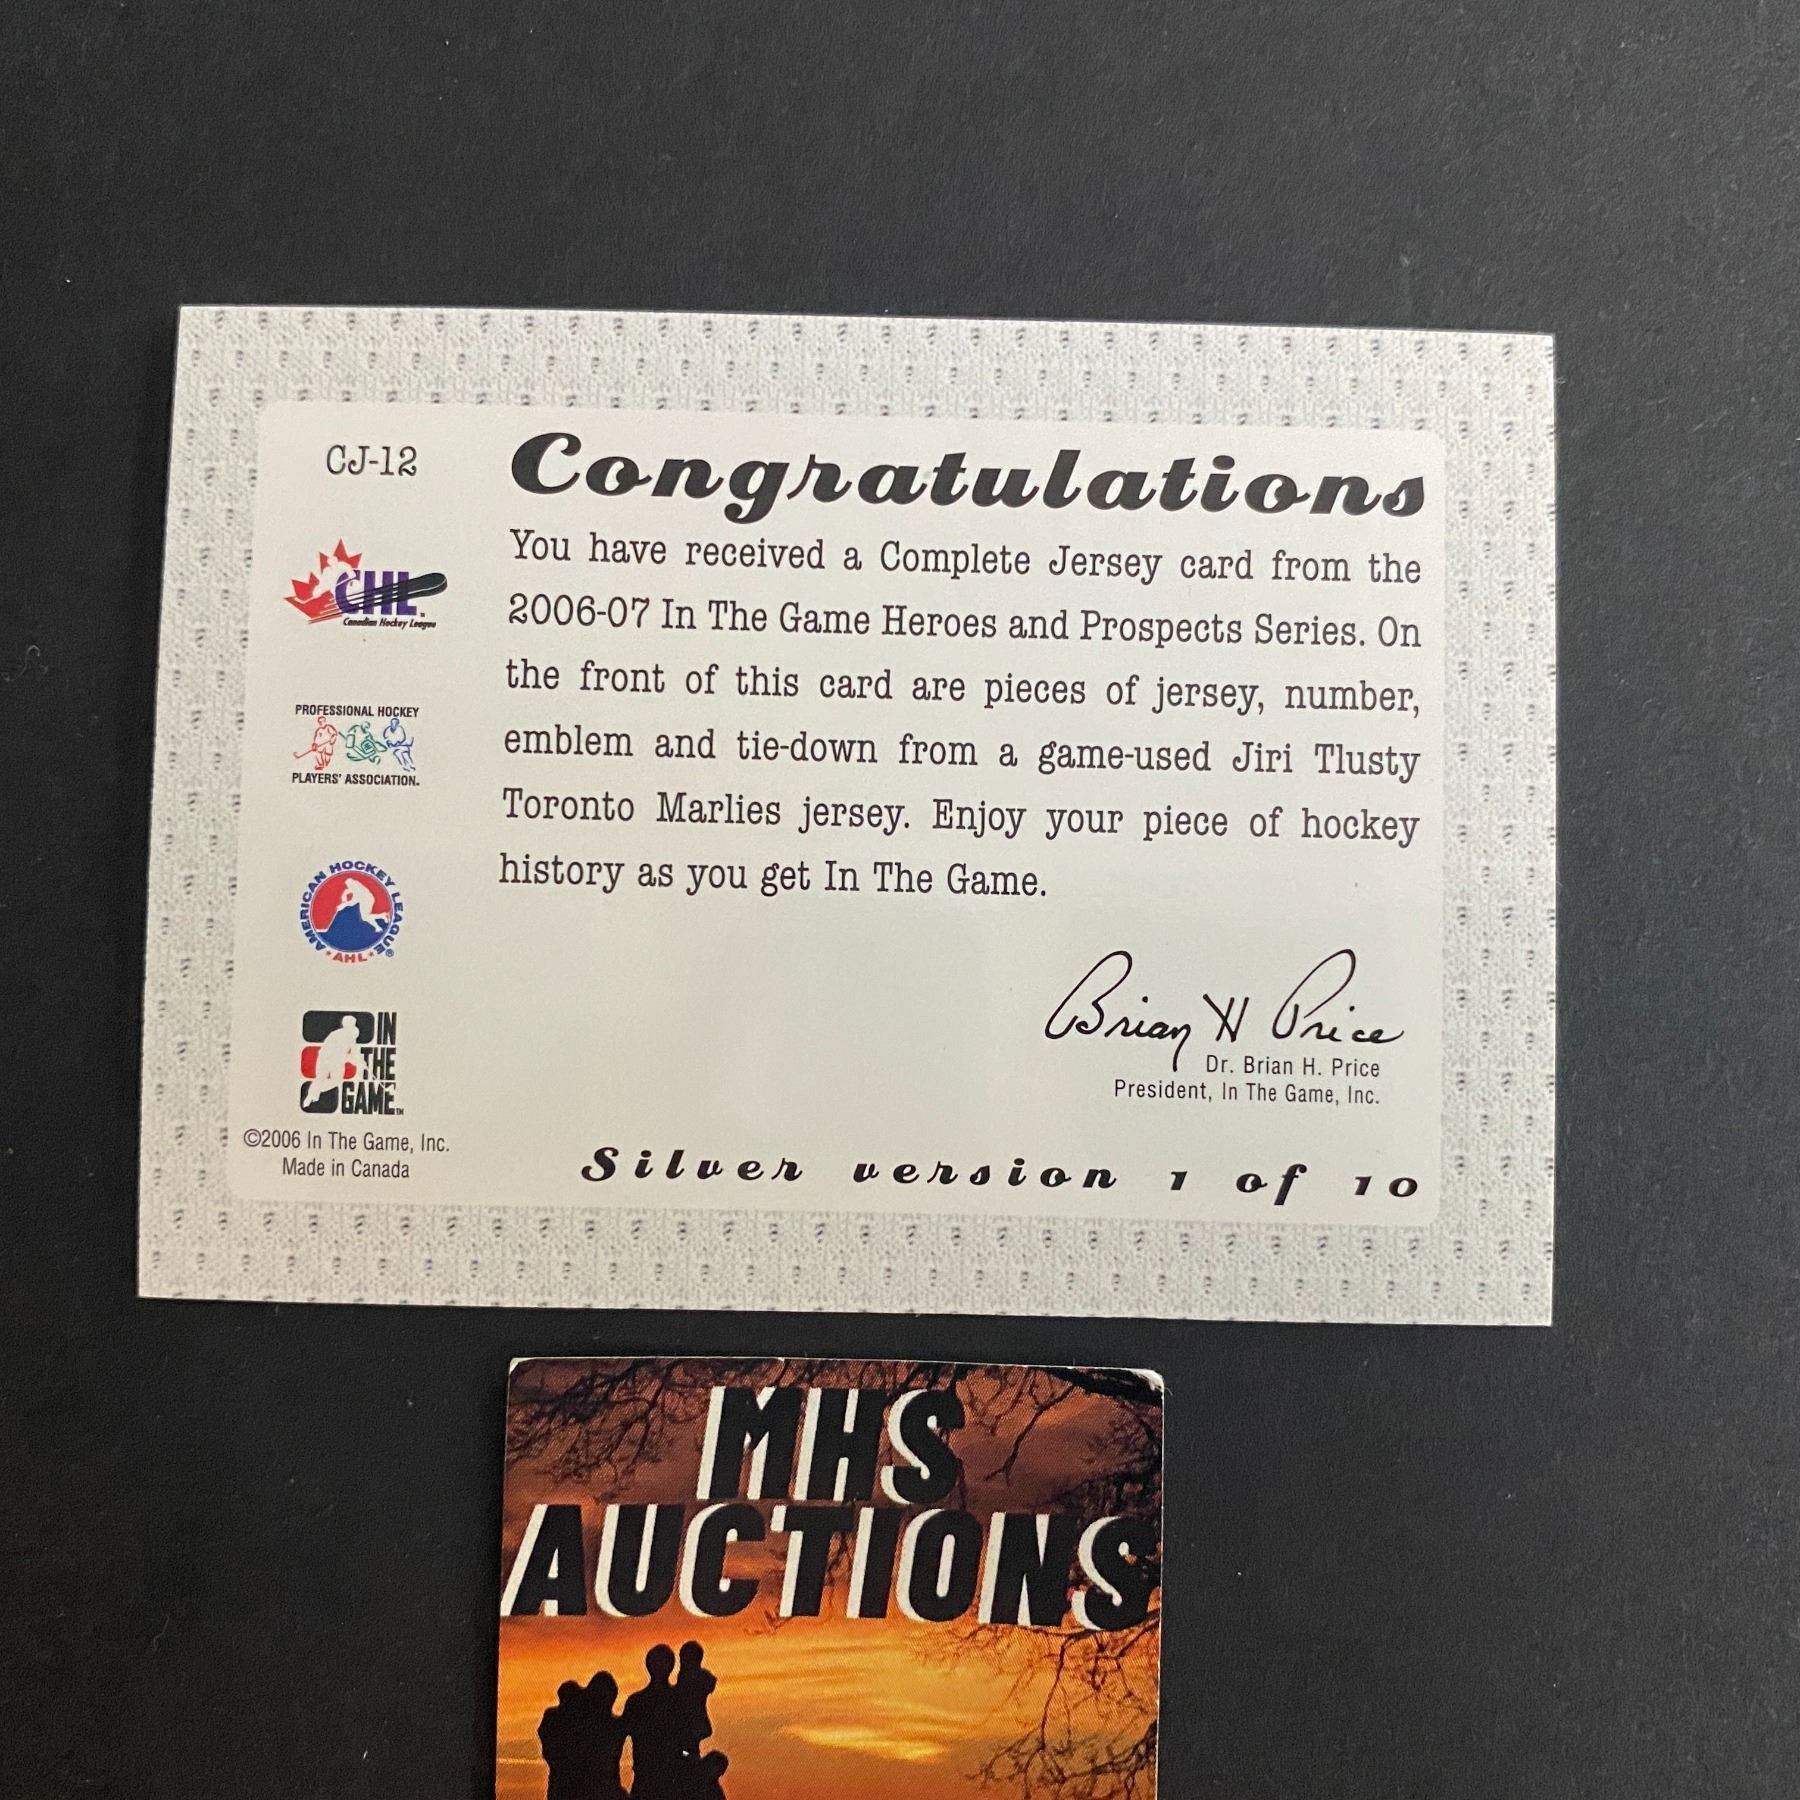 CJ-12
Congratulations
You have received a Complete Jersey card from the
2006-07 In The Game Heroes and Prospects Series. On
the front of this card are pieces of jersey, number,
emblem and tie-down from a game-used Jiri Tlusty
Toronto Marlies jersey. Enjoy your piece of hockey
history as you get In The Game.
CHL
Canadian Hockey League
PROFESSIONAL HOCKEY
PLAYERS' ASSOCIATION.
AMERICAN HOCKEY LEAGUE
AHL
®
IN
THE
GAME™
©2006 In The Game, Inc.
Made in Canada
Brian H Price
Dr. Brian H. Price
President, In The Game, Inc.
Silver version 1 of 10
MHS
AUCTIONS